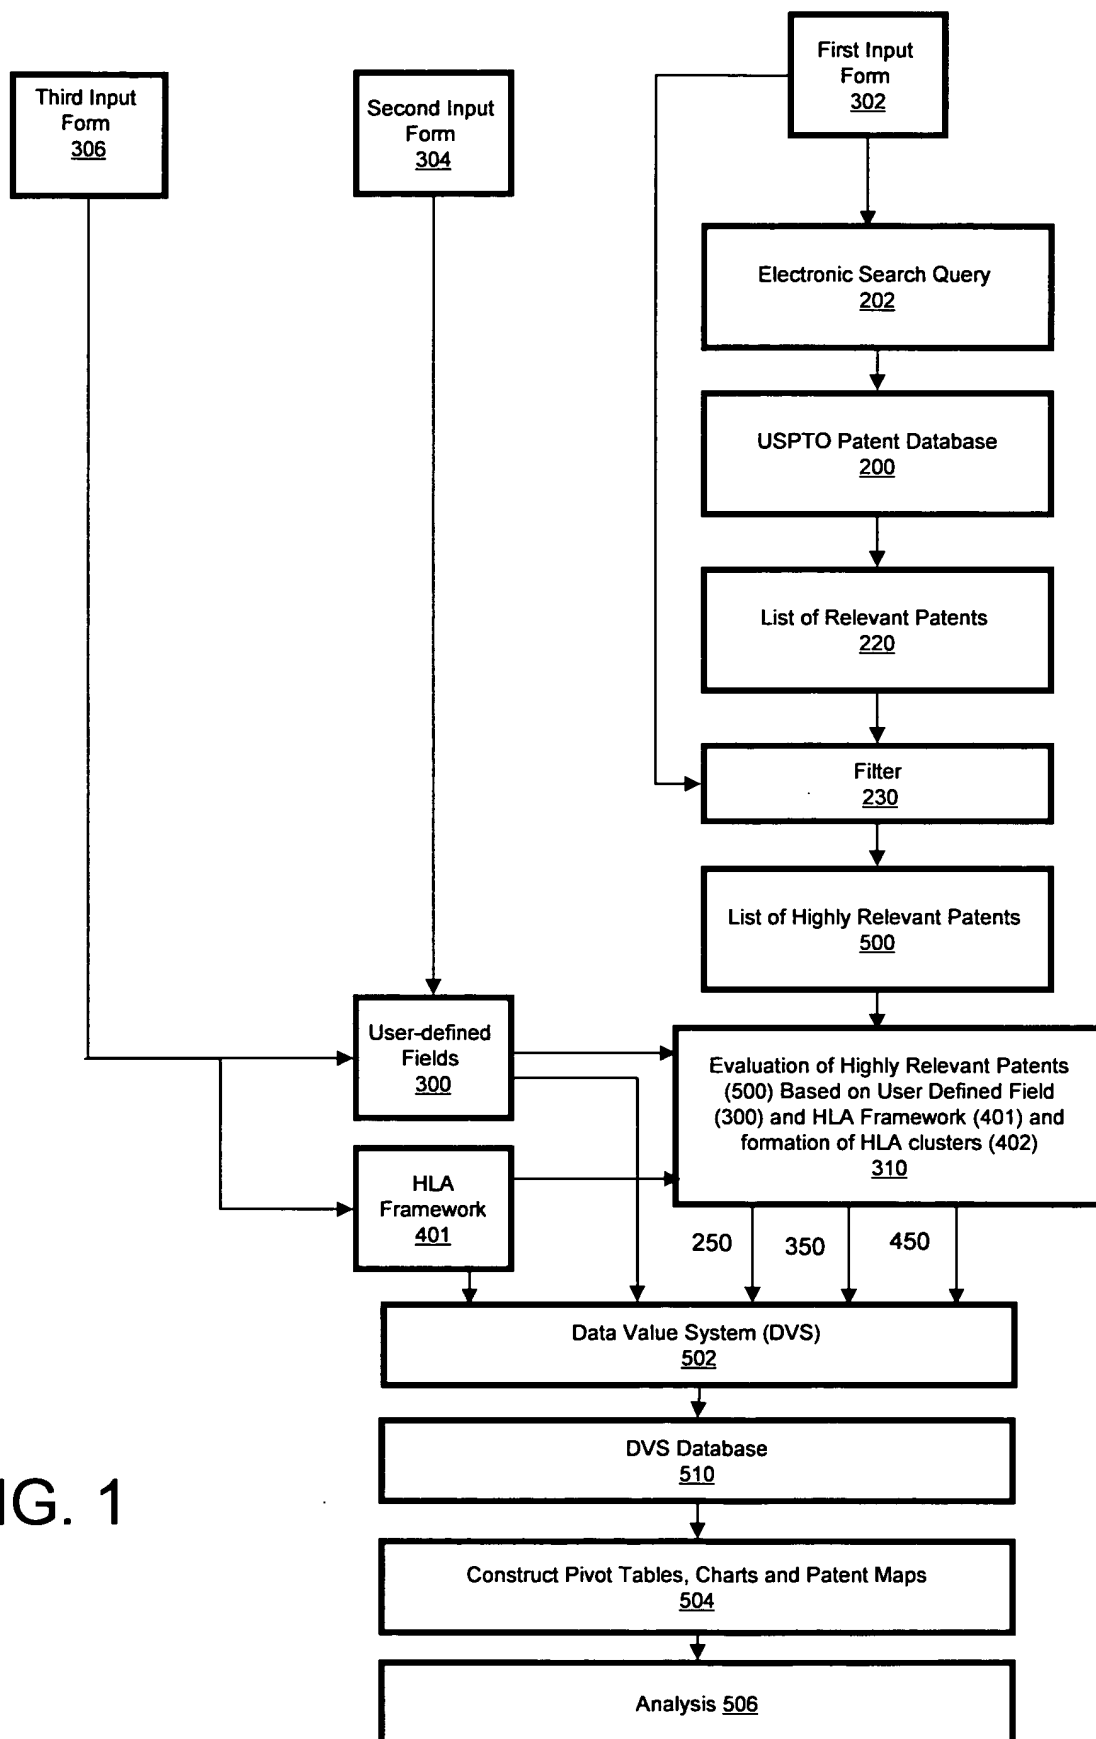 First Input
Form
302
Third Input
Form
306
Second Input
Form
304
Electronic Search Query
202
USPTO Patent Database
200
List of Relevant Patents
220
Filter
230
List of Highly Relevant Patents
500
User-defined
Fields
300
Evaluation of Highly Relevant Patents
(500) Based on User Defined Field
(300) and HLA Framework (401) and
formation of HLA clusters (402)
310
HLA
Framework
401
250
350
450
Data Value System (DVS)
502
DVS Database
510
Construct Pivot Tables, Charts and Patent Maps
504
Analysis 506
IG. 1